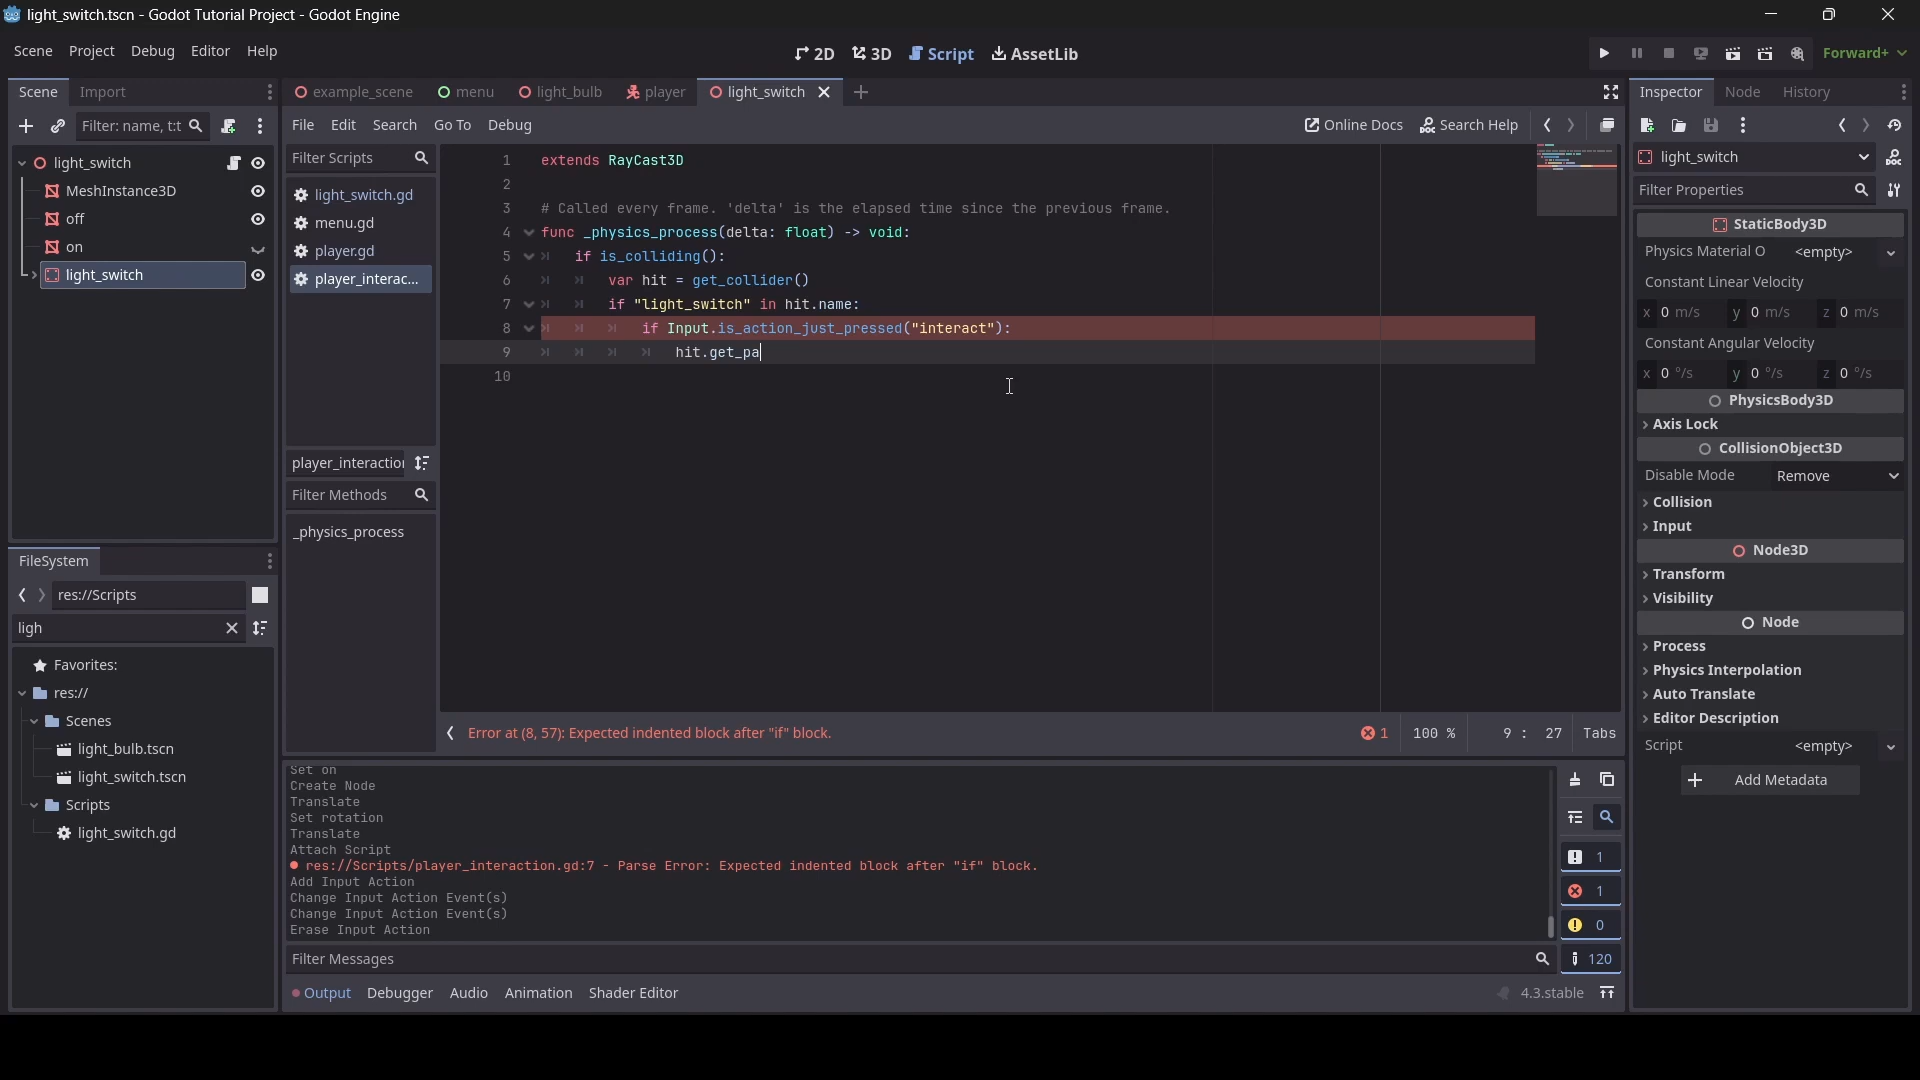 light_switch.tscn - Godot Tutorial Project - Godot Engine
Scene Project Debug Editor Help
2D 3D Script AssetLib
Forward+
Scene Import
Filter: name, t:t
light_switch
MeshInstance3D
off
on
light_switch
FileSystem
res://Scripts
ligh
Favorites:
res://
Scenes
light_bulb.tscn
light_switch.tscn
Scripts
light_switch.gd
example_scene menu light_bulb player light_switch
File Edit Search Go To Debug
Online Docs Search Help
Filter Scripts
light_switch.gd
menu.gd
player.gd
player_interac...
player_interaction
Filter Methods
_physics_process
1 extends RayCast3D
2
3 # Called every frame. 'delta' is the elapsed time since the previous frame.
4 func _physics_process(delta: float) -> void:
5 if is_colliding():
6 var hit = get_collider()
7 if "light_switch" in hit.name:
8 if Input.is_action_just_pressed("interact"):
9 hit.get_pa
10
Error at (8, 57): Expected indented block after "if" block.
1 100 % 9 : 27 Tabs
Set on
Create Node
Translate
Set rotation
Translate
Attach Script
res://Scripts/player_interaction.gd:7 - Parse Error: Expected indented block after "if" block.
Add Input Action
Change Input Action Event(s)
Change Input Action Event(s)
Erase Input Action
Filter Messages
1
1
0
120
Output Debugger Audio Animation Shader Editor
4.3.stable
Inspector Node History
light_switch
Filter Properties
StaticBody3D
Physics Material O <empty>
Constant Linear Velocity
x 0 m/s y 0 m/s z 0 m/s
Constant Angular Velocity
x 0 °/s y 0 °/s z 0 °/s
PhysicsBody3D
Axis Lock
CollisionObject3D
Disable Mode Remove
Collision
Input
Node3D
Transform
Visibility
Node
Process
Physics Interpolation
Auto Translate
Editor Description
Script <empty>
Add Metadata